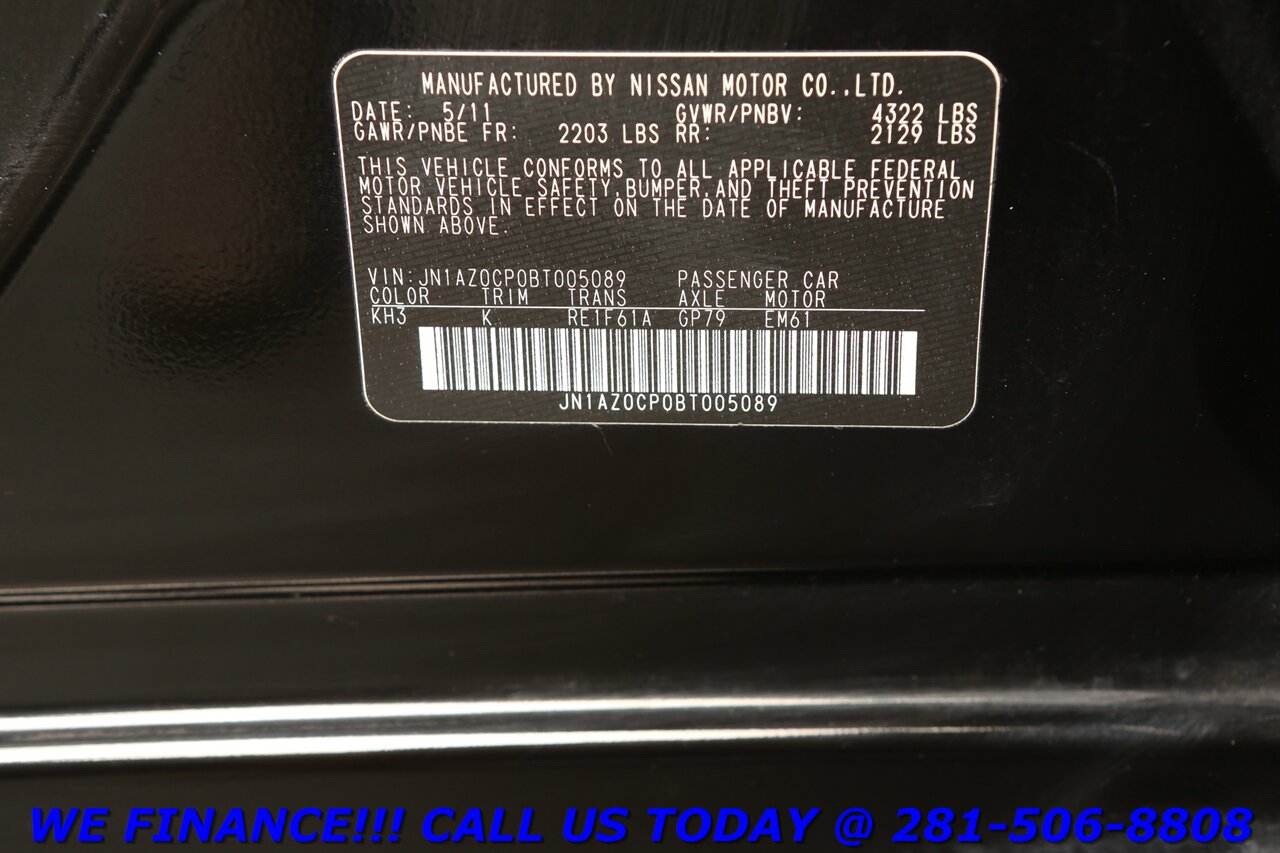 MANUFACTURED BY NISSAN MOTOR CO.,LTD.
DATE: 5/11 GVWR/PNBV: 4322 LBS
GAWR/PNBE FR: 2203 LBS RR: 2129 LBS
THIS VEHICLE CONFORMS TO ALL APPLICABLE FEDERAL
MOTOR VEHICLE SAFETY,BUMPER,AND THEFT PREVENTION
STANDARDS IN EFFECT ON THE DATE OF MANUFACTURE
SHOWN ABOVE.
VIN:JN1AZ0CP0BT005089 PASSENGER CAR
COLOR TRIM TRANS AXLE MOTOR
KH3 K RE1F61A GP79 EM61
JN1AZ0CP0BT005089
WE FINANCE!!! CALL US TODAY @ 281-506-8808